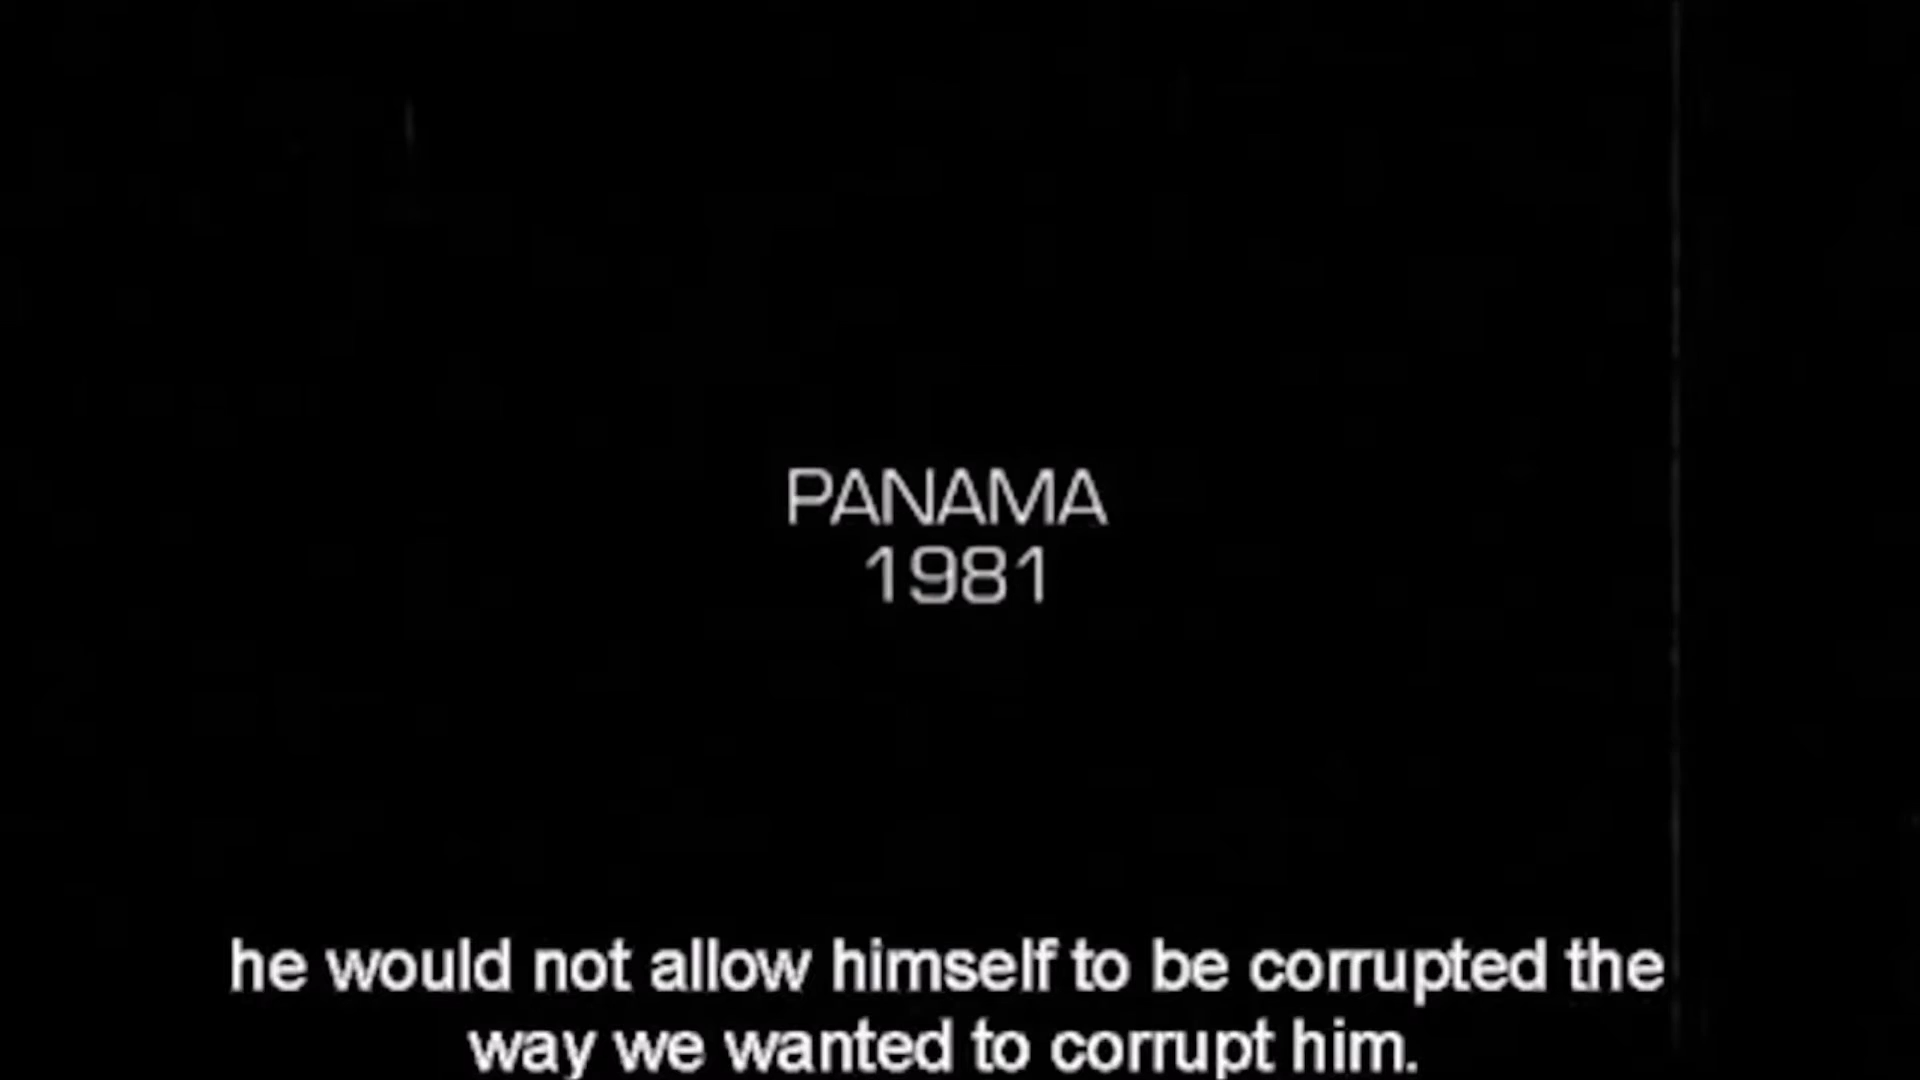 PANAMA
1981
he would not allow himself to be corrupted the
way we wanted to corrupt him.